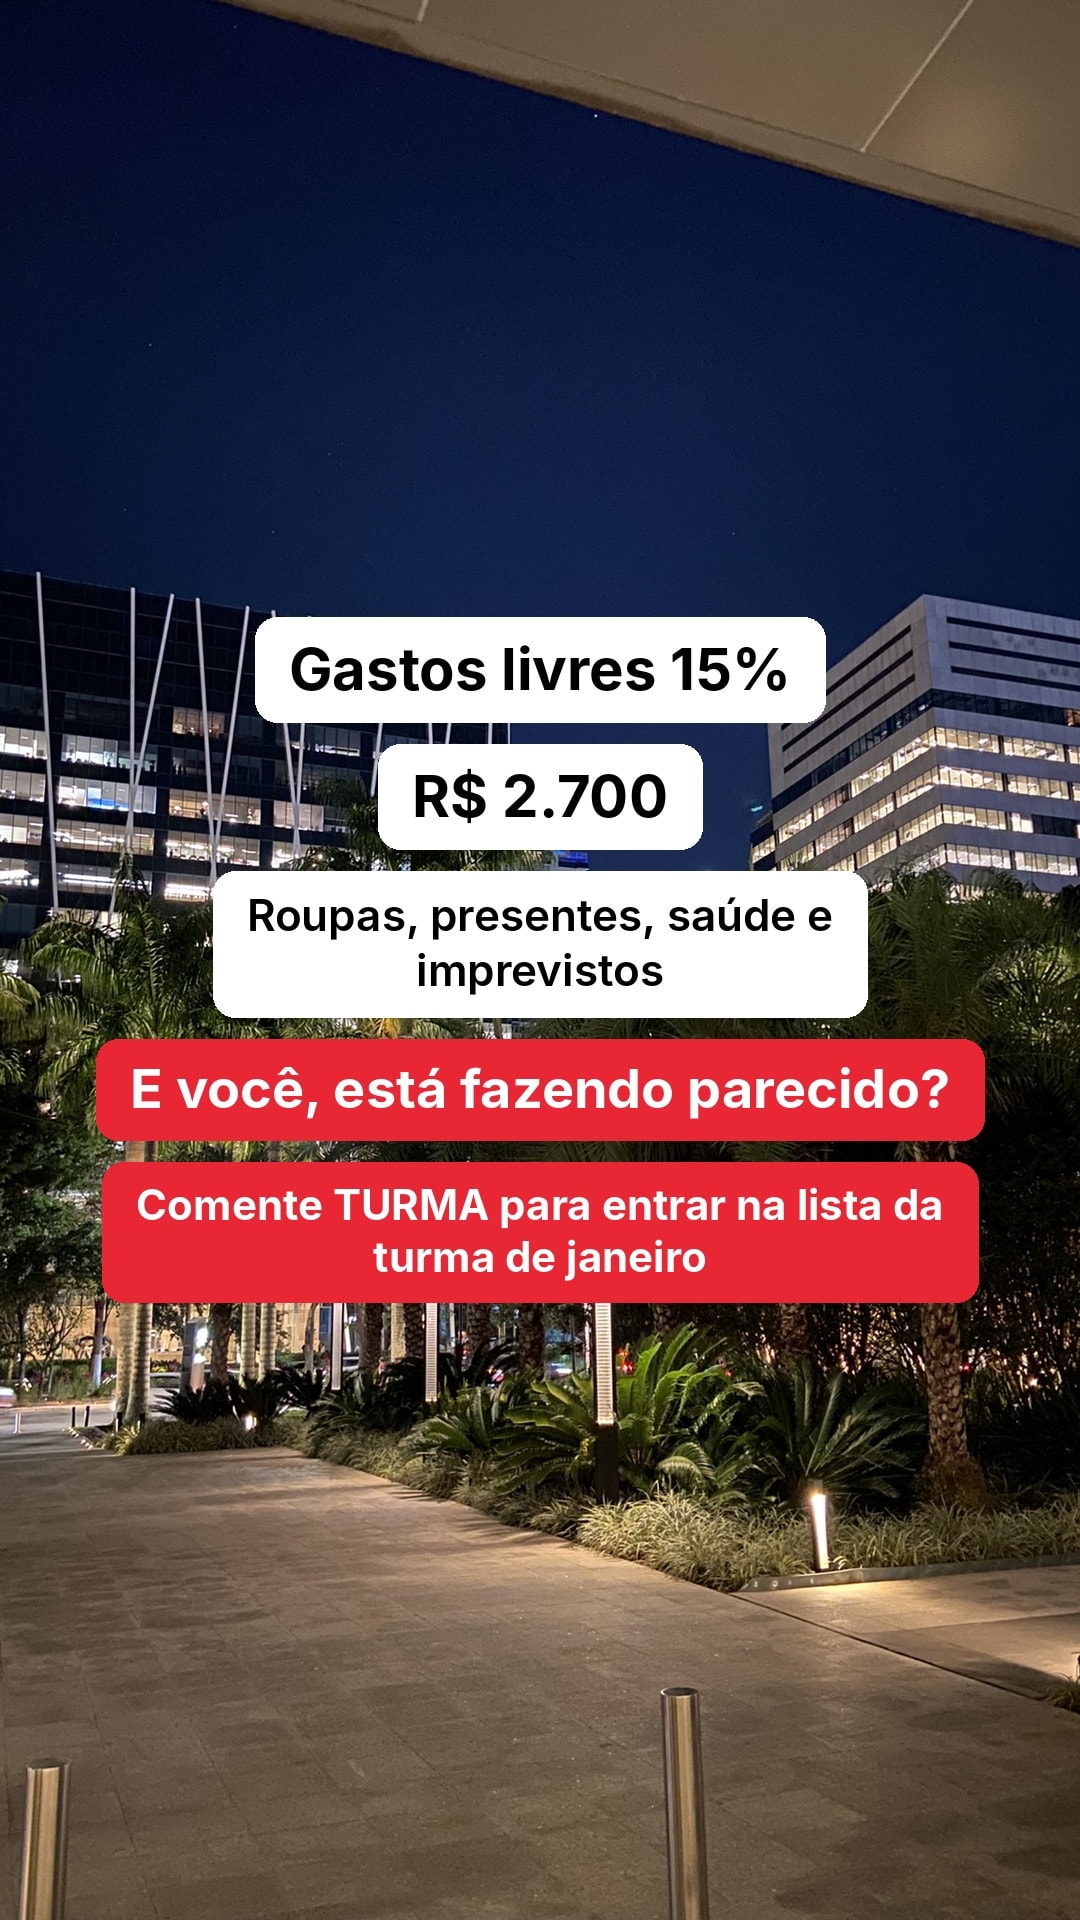 Gastos livres 15%
R$ 2.700
Roupas, presentes, saúde e
imprevistos
E você, está fazendo parecido?
Comente TURMA para entrar na lista da
turma de janeiro